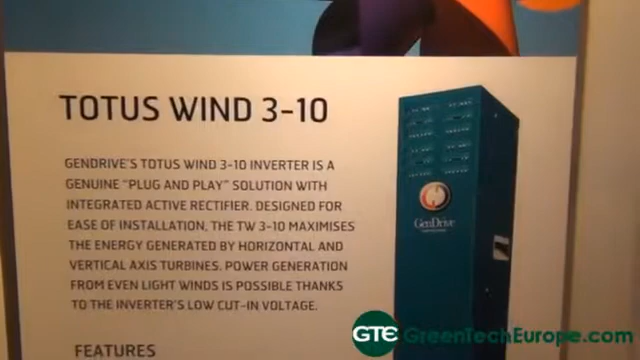 TOTUS WIND 3-10
GENDRIVE'S TOTUS WIND 3-10 INVERTER IS A
GENUINE "PLUG AND PLAY" SOLUTION WITH
INTEGRATED ACTIVE RECTIFIER. DESIGNED FOR
EASE OF INSTALLATION, THE TW 3-10 MAXIMISES
THE ENERGY GENERATED BY HORIZONTAL AND
VERTICAL AXIS TURBINES. POWER GENERATION
FROM EVEN LIGHT WINDS IS POSSIBLE THANKS
TO THE INVERTER'S LOW CUT-IN VOLTAGE.
FEATURES
GenDrive
GTE GreenTechEurope.com